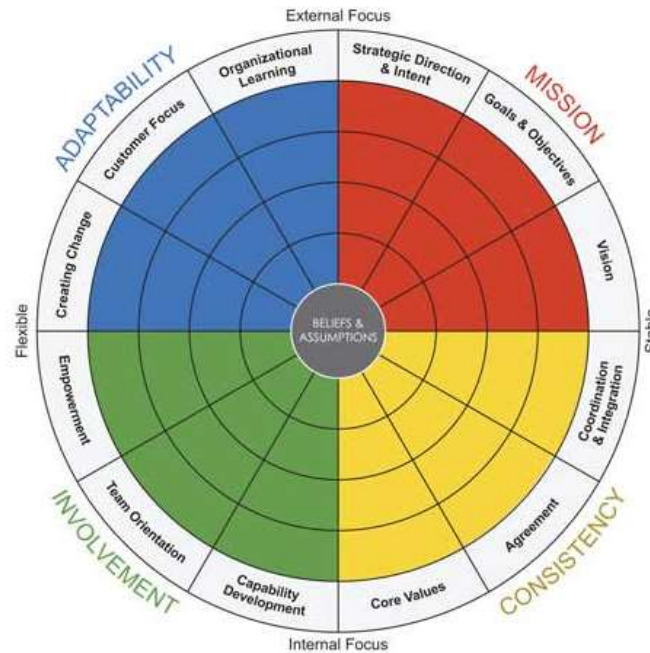 External Focus
ADAPTABILITY
Organizational
Learning
Strategic Direction
& Intent
MISSION
Customer Focus
Goals & Objectives
Creating Change
Vision
Flexible
BELIEFS &
ASSUMPTIONS
Stable
Empowerment
Coordination
& Integration
Team Orientation
Agreement
INVOLVEMENT
Capability
Development
Core Values
CONSISTENCY
Internal Focus